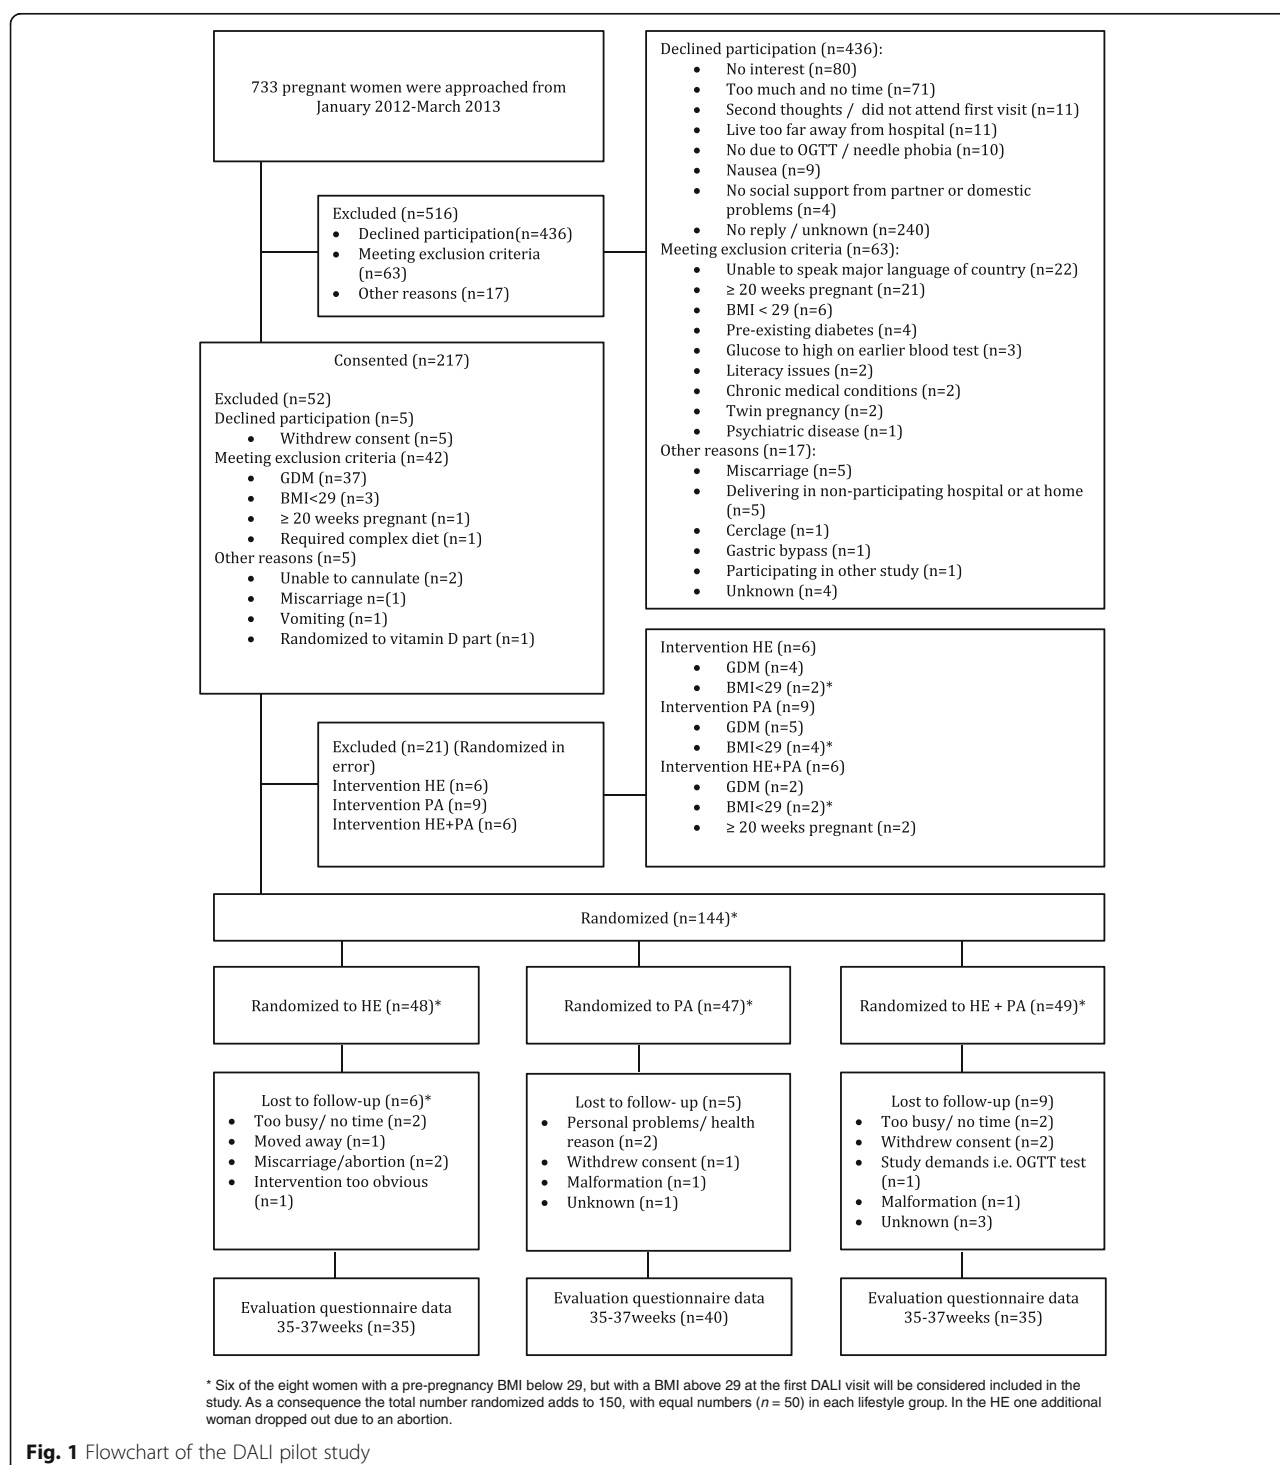 733 pregnant women were approached from
January 2012-March 2013
Declined participation (n=436):
• No interest (n=80)
• Too much and no time (n=71)
• Second thoughts / did not attend first visit (n=11)
• Live too far away from hospital (n=11)
• No due to OGTT / needle phobia (n=10)
• Nausea (n=9)
• No social support from partner or domestic
problems (n=4)
• No reply / unknown (n=240)
Meeting exclusion criteria (n=63):
• Unable to speak major language of country (n=22)
• ≥ 20 weeks pregnant (n=21)
• BMI < 29 (n=6)
• Pre-existing diabetes (n=4)
• Glucose to high on earlier blood test (n=3)
• Literacy issues (n=2)
• Chronic medical conditions (n=2)
• Twin pregnancy (n=2)
• Psychiatric disease (n=1)
Other reasons (n=17):
• Miscarriage (n=5)
• Delivering in non-participating hospital or at home
(n=5)
• Cerclage (n=1)
• Gastric bypass (n=1)
• Participating in other study (n=1)
• Unknown (n=4)
Excluded (n=516)
• Declined participation(n=436)
• Meeting exclusion criteria
(n=63)
• Other reasons (n=17)
Consented (n=217)
Excluded (n=52)
Declined participation (n=5)
• Withdrew consent (n=5)
Meeting exclusion criteria (n=42)
• GDM (n=37)
• BMI<29 (n=3)
• ≥ 20 weeks pregnant (n=1)
• Required complex diet (n=1)
Other reasons (n=5)
• Unable to cannulate (n=2)
• Miscarriage n=(1)
• Vomiting (n=1)
• Randomized to vitamin D part (n=1)
Intervention HE (n=6)
• GDM (n=4)
• BMI<29 (n=2)*
Intervention PA (n=9)
• GDM (n=5)
• BMI<29 (n=4)*
Intervention HE+PA (n=6)
• GDM (n=2)
• BMI<29 (n=2)*
• ≥ 20 weeks pregnant (n=2)
Excluded (n=21) (Randomized in
error)
Intervention HE (n=6)
Intervention PA (n=9)
Intervention HE+PA (n=6)
Randomized (n=144)*
Randomized to HE (n=48)*
Randomized to PA (n=47)*
Randomized to HE + PA (n=49)*
Lost to follow-up (n=6)*
• Too busy/ no time (n=2)
• Moved away (n=1)
• Miscarriage/abortion (n=2)
• Intervention too obvious
(n=1)
Lost to follow- up (n=5)
• Personal problems/ health
reason (n=2)
• Withdrew consent (n=1)
• Malformation (n=1)
• Unknown (n=1)
Lost to follow-up (n=9)
• Too busy/ no time (n=2)
• Withdrew consent (n=2)
• Study demands i.e. OGTT test
(n=1)
• Malformation (n=1)
• Unknown (n=3)
Evaluation questionnaire data
35-37weeks (n=35)
Evaluation questionnaire data
35-37weeks (n=40)
Evaluation questionnaire data
35-37weeks (n=35)
* Six of the eight women with a pre-pregnancy BMI below 29, but with a BMI above 29 at the first DALI visit will be considered included in the
study. As a consequence the total number randomized adds to 150, with equal numbers (n = 50) in each lifestyle group. In the HE one additional
woman dropped out due to an abortion.
Fig. 1 Flowchart of the DALI pilot study